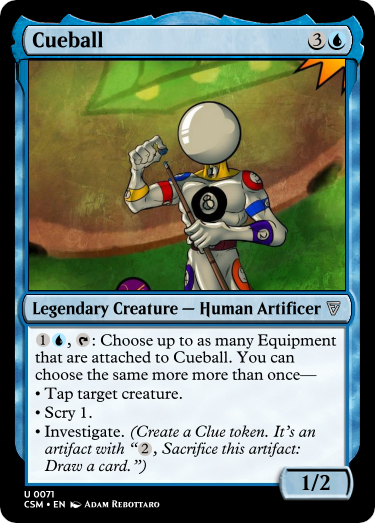 Cueball 3
Legendary Creature — Human Artificer
1, : Choose up to as many Equipment
that are attached to Cueball. You can
choose the same more more than once—
• Tap target creature.
• Scry 1.
• Investigate. (Create a Clue token. It's an
artifact with “2, Sacrifice this artifact:
Draw a card.”)
1/2
U 0071
CSM • EN Adam Rebottaro
8